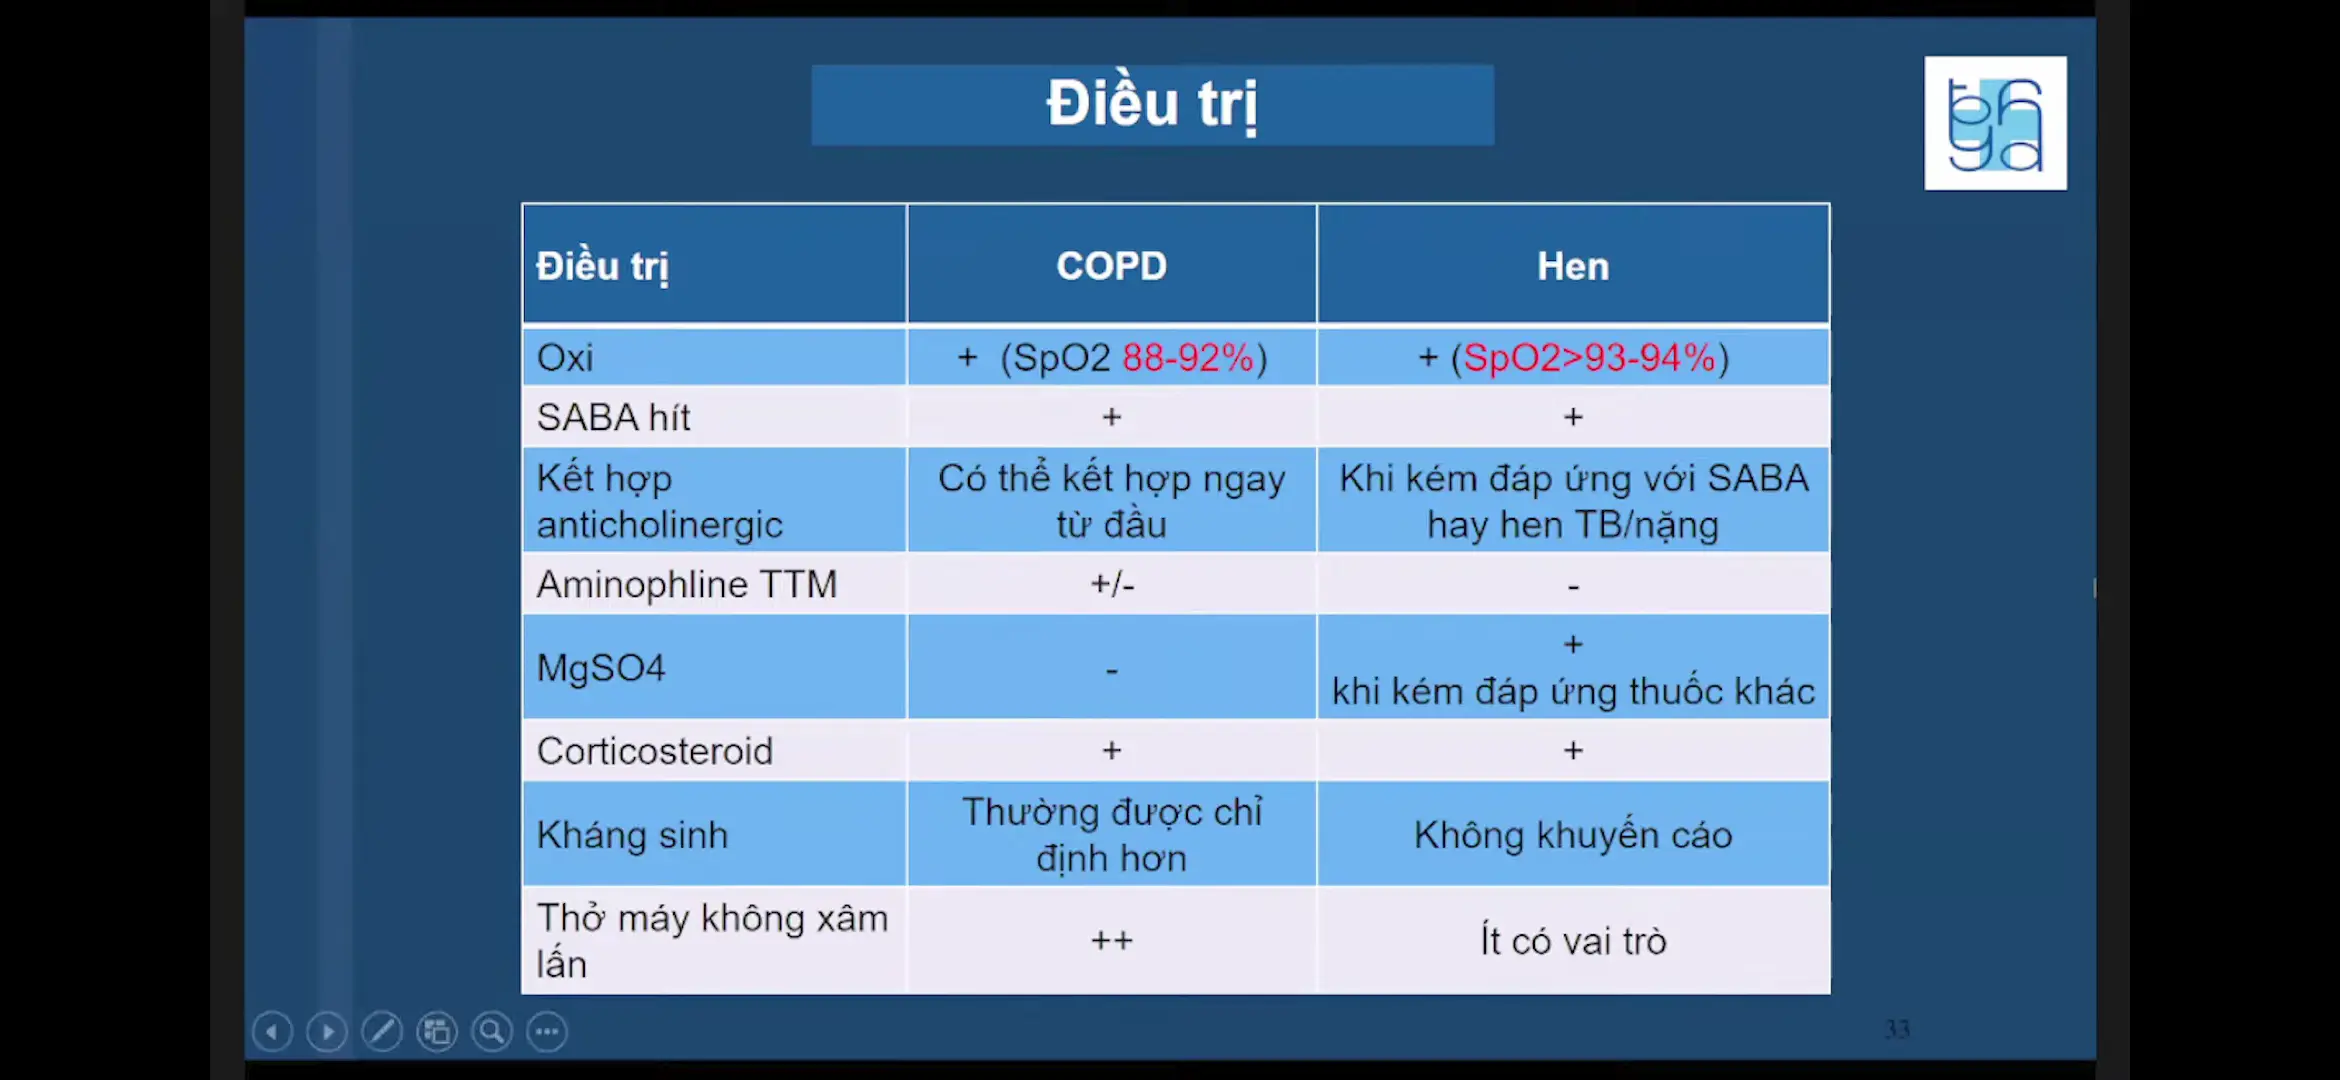 Điều trị
Điều trị
COPD
Hen
Oxi
+ (SpO2 88-92%)
+ (SpO2>93-94%)
SABA hít
+
+
Kết hợp
anticholinergic
Có thể kết hợp ngay
từ đầu
Khi kém đáp ứng với SABA
hay hen TB/nặng
Aminophline TTM
+/-
-
MgSO4
-
+
khi kém đáp ứng thuốc khác
Corticosteroid
+
+
Kháng sinh
Thường được chỉ
định hơn
Không khuyến cáo
Thở máy không xâm
lấn
++
Ít có vai trò
33